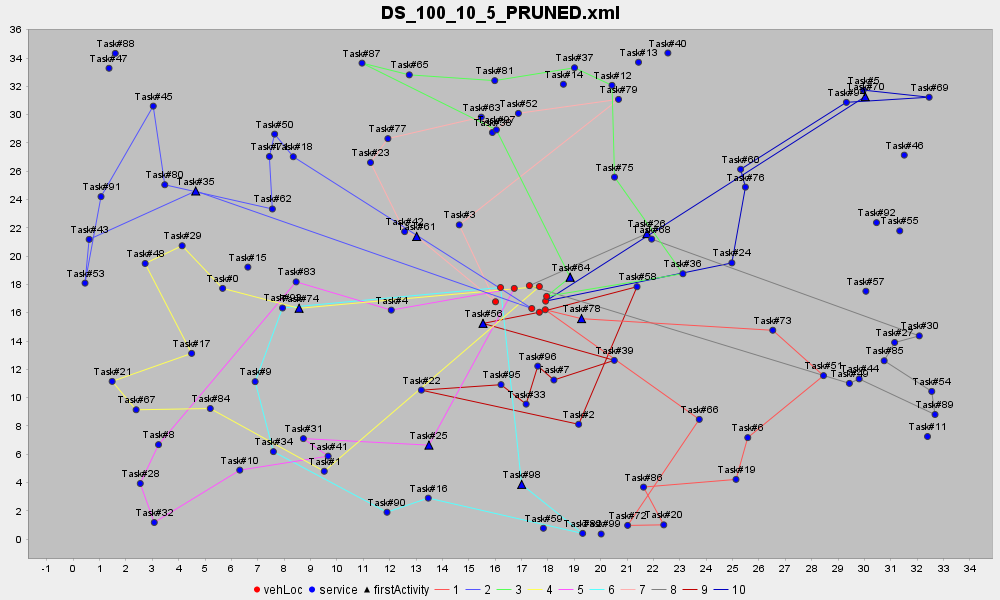 DS_100_10_5_PRUNED.xml
36
34
32
30
28
26
24
22
20
18
16
14
12
10
8
6
4
2
0
Task#88
Task#47
Task#87
Task#65
Task#81
Task#37
Task#14
Task#13
Task#40
Task#12
Task#79
Task#5
Task#70
Task#69
Task#45
Task#63
Task#52
Task#50
Task#77
Task#18
Task#23
Task#46
Task#60
Task#76
Task#75
Task#80
Task#35
Task#91
Task#62
Task#43
Task#42
Task#61
Task#3
Task#26
Task#68
Task#92
Task#55
Task#29
Task#48
Task#15
Task#53
Task#0
Task#83
Task#64
Task#36
Task#24
Task#58
Task#57
Task#74
Task#4
Task#56
Task#78
Task#73
Task#30
Task#27
Task#17
Task#85
Task#39
Task#96
Task#7
Task#51
Task#44
Task#21
Task#9
Task#22
Task#95
Task#33
Task#54
Task#67
Task#84
Task#2
Task#66
Task#89
Task#11
Task#8
Task#31
Task#25
Task#6
Task#34
Task#41
Task#10
Task#1
Task#28
Task#98
Task#86
Task#19
Task#16
Task#32
Task#90
Task#59
Task#99
Task#72
Task#20
-1 0 1 2 3 4 5 6 7 8 9 10 11 12 13 14 15 16 17 18 19 20 21 22 23 24 25 26 27 28 29 30 31 32 33 34
vehLoc service firstActivity 1 2 3 4 5 6 7 8 9 10